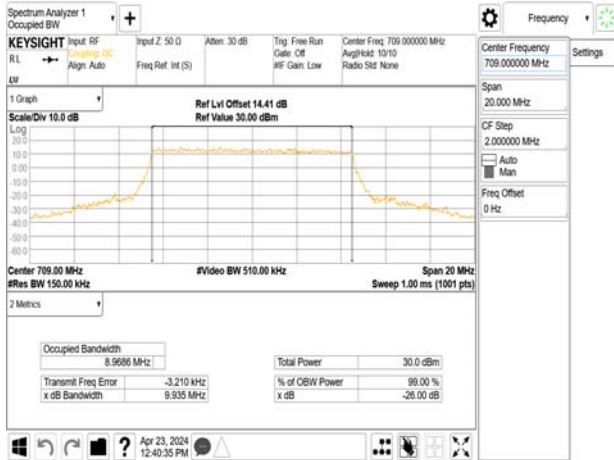 Spectrum Analyzer 1
Occupied BW
+
Frequency
KEYSIGHT Input: RF
R L
Coupling: DC
Align: Auto
LXI
Input Z: 50 Ω
Freq Ref: Int (S)
Atten: 30 dB
Trig: Free Run
Gate: Off
#IF Gain: Low
Center Freq: 709.000000 MHz
Avg|Hold: 10/10
Radio Std: None
Center Frequency
709.000000 MHz
Settings
Span
20.000 MHz
CF Step
2.000000 MHz
Auto
Man
Freq Offset
0 Hz
1 Graph
Scale/Div 10.0 dB
Ref Lvl Offset 14.41 dB
Ref Value 30.00 dBm
Log
20.0
10.0
0.00
-10.0
-20.0
-30.0
-40.0
-50.0
-60.0
Center 709.00 MHz
#Res BW 150.00 kHz
#Video BW 510.00 kHz
Span 20 MHz
Sweep 1.00 ms (1001 pts)
2 Metrics
Occupied Bandwidth
8.9686 MHz
Transmit Freq Error -3.210 kHz
x dB Bandwidth 9.935 MHz
Total Power 30.0 dBm
% of OBW Power 99.00 %
x dB -26.00 dB
?
Apr 23, 2024
12:40:35 PM